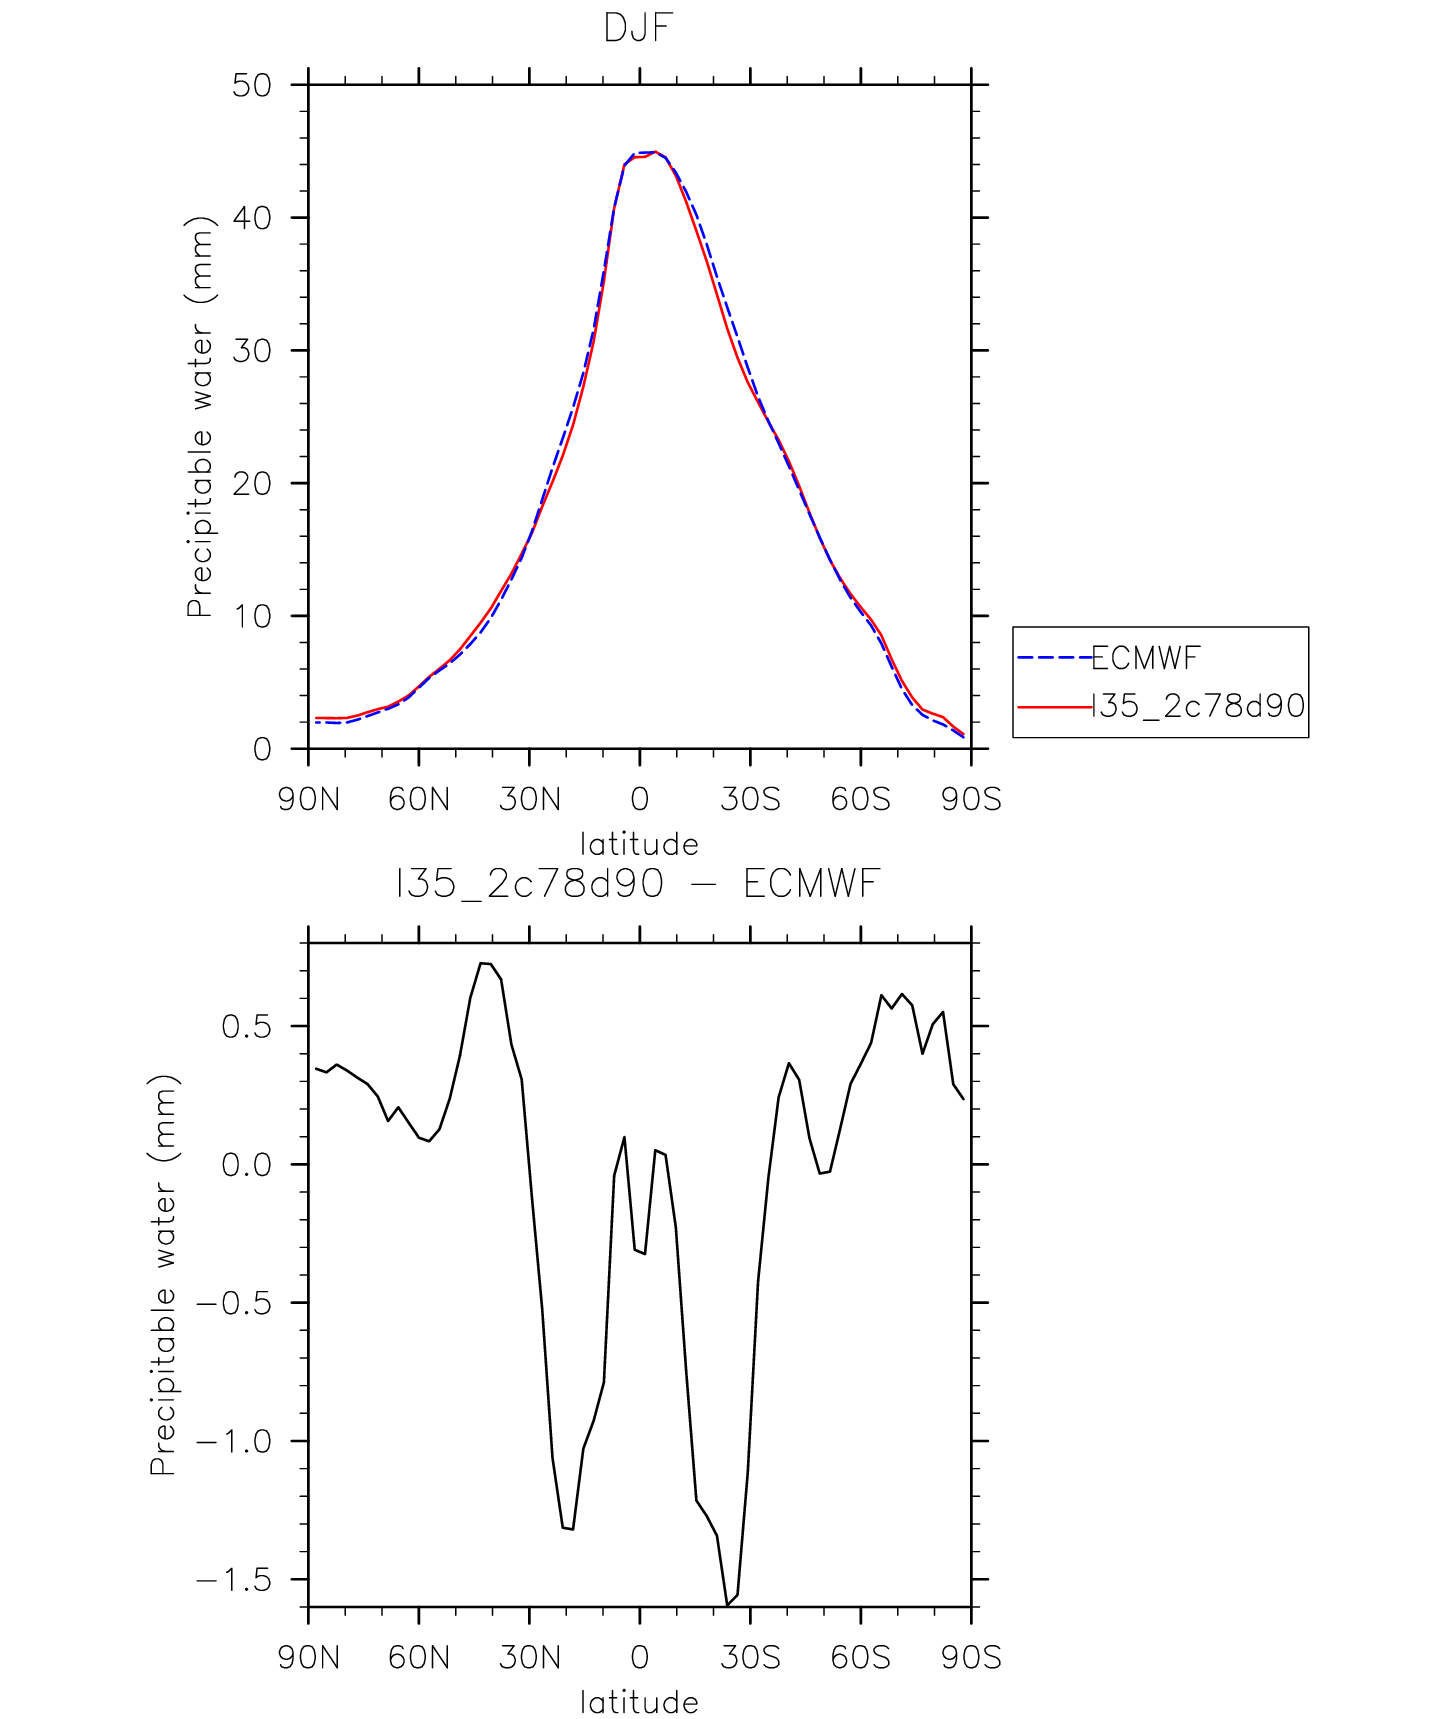 DJF
50
40
30
20
10
0
Precipitable water (mm)
90N 60N 30N 0 30S 60S 90S
latitude
ECMWF
I35_2c78d90
I35_2c78d90 − ECMWF
0.5
0.0
−0.5
−1.0
−1.5
Precipitable water (mm)
90N 60N 30N 0 30S 60S 90S
latitude